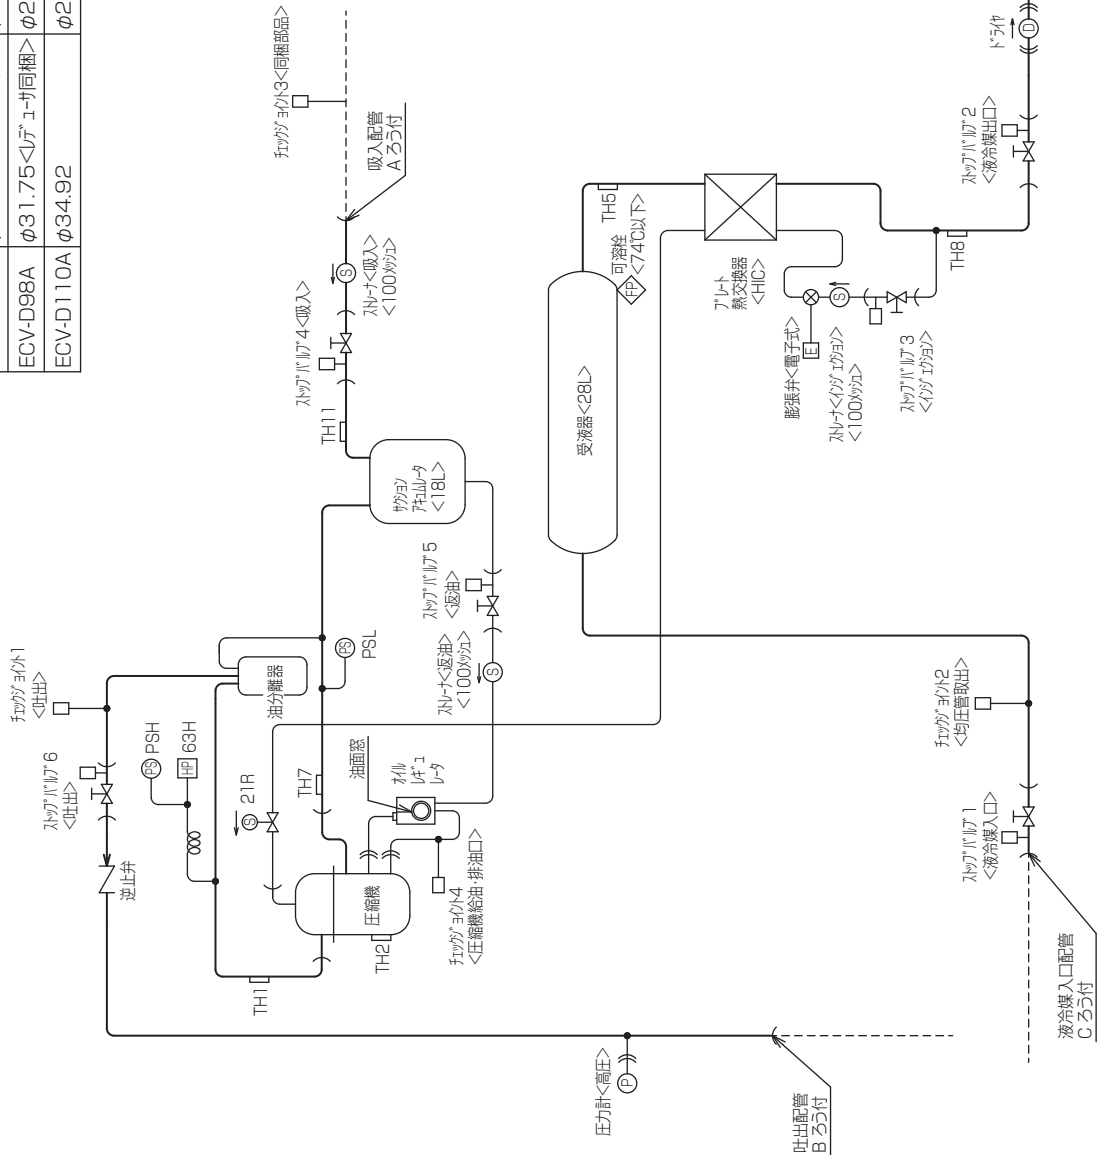 ECV-D98A
φ31.75<レデューサ同梱>
φ2
ECV-D110A
φ34.92
φ2
チェックジョイント3<同梱部品>
吸入配管
A ろう付
ストレーナ<吸入>
<100メッシュ>
S
ストップバルブ4<吸入>
TH11
サクション
アキュムレータ
<18L>
ストップバルブ5
<返油>
ストレーナ<返油>
<100メッシュ>
S
チェックジョイント1
<吐出>
ストップバルブ6
<吐出>
逆止弁
PS
PSH
HP
63H
油分離器
PS
PSL
S
21R
TH7
油面窓
オイル
レギュ
レータ
圧縮機
TH1
TH2
チェックジョイント4
<圧縮機給油・排油口>
圧力計<高圧>
P
吐出配管
B ろう付
受液器<28L>
FP
可溶栓
<74℃以下>
TH5
プレート
熱交換器
<HIC>
膨張弁<電子式>
E
ストレーナ<インジェクション>
<100メッシュ>
S
ストップバルブ3
<インジェクション>
TH8
ストップバルブ2
<液冷媒出口>
ドライヤ
D
チェックジョイント2
<均圧管取出>
ストップバルブ1
<液冷媒入口>
液冷媒入口配管
C ろう付